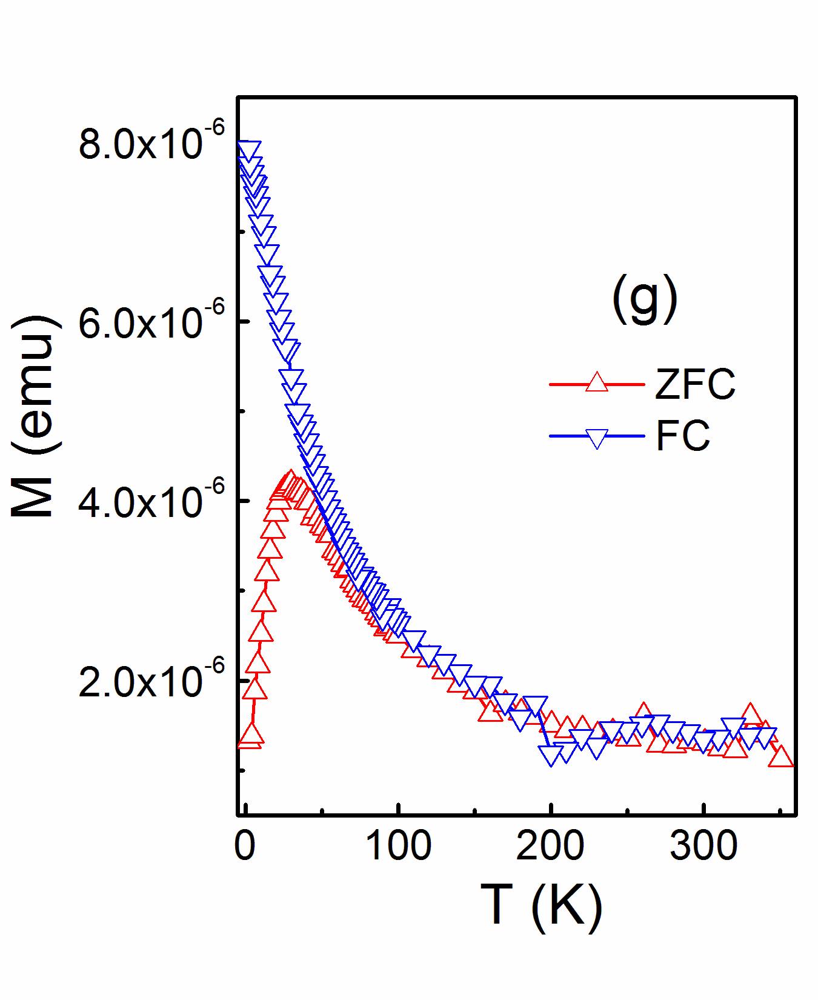 8.0x10⁻⁶
6.0x10⁻⁶
4.0x10⁻⁶
2.0x10⁻⁶
M (emu)
(g)
ZFC
FC
0 100 200 300
T (K)